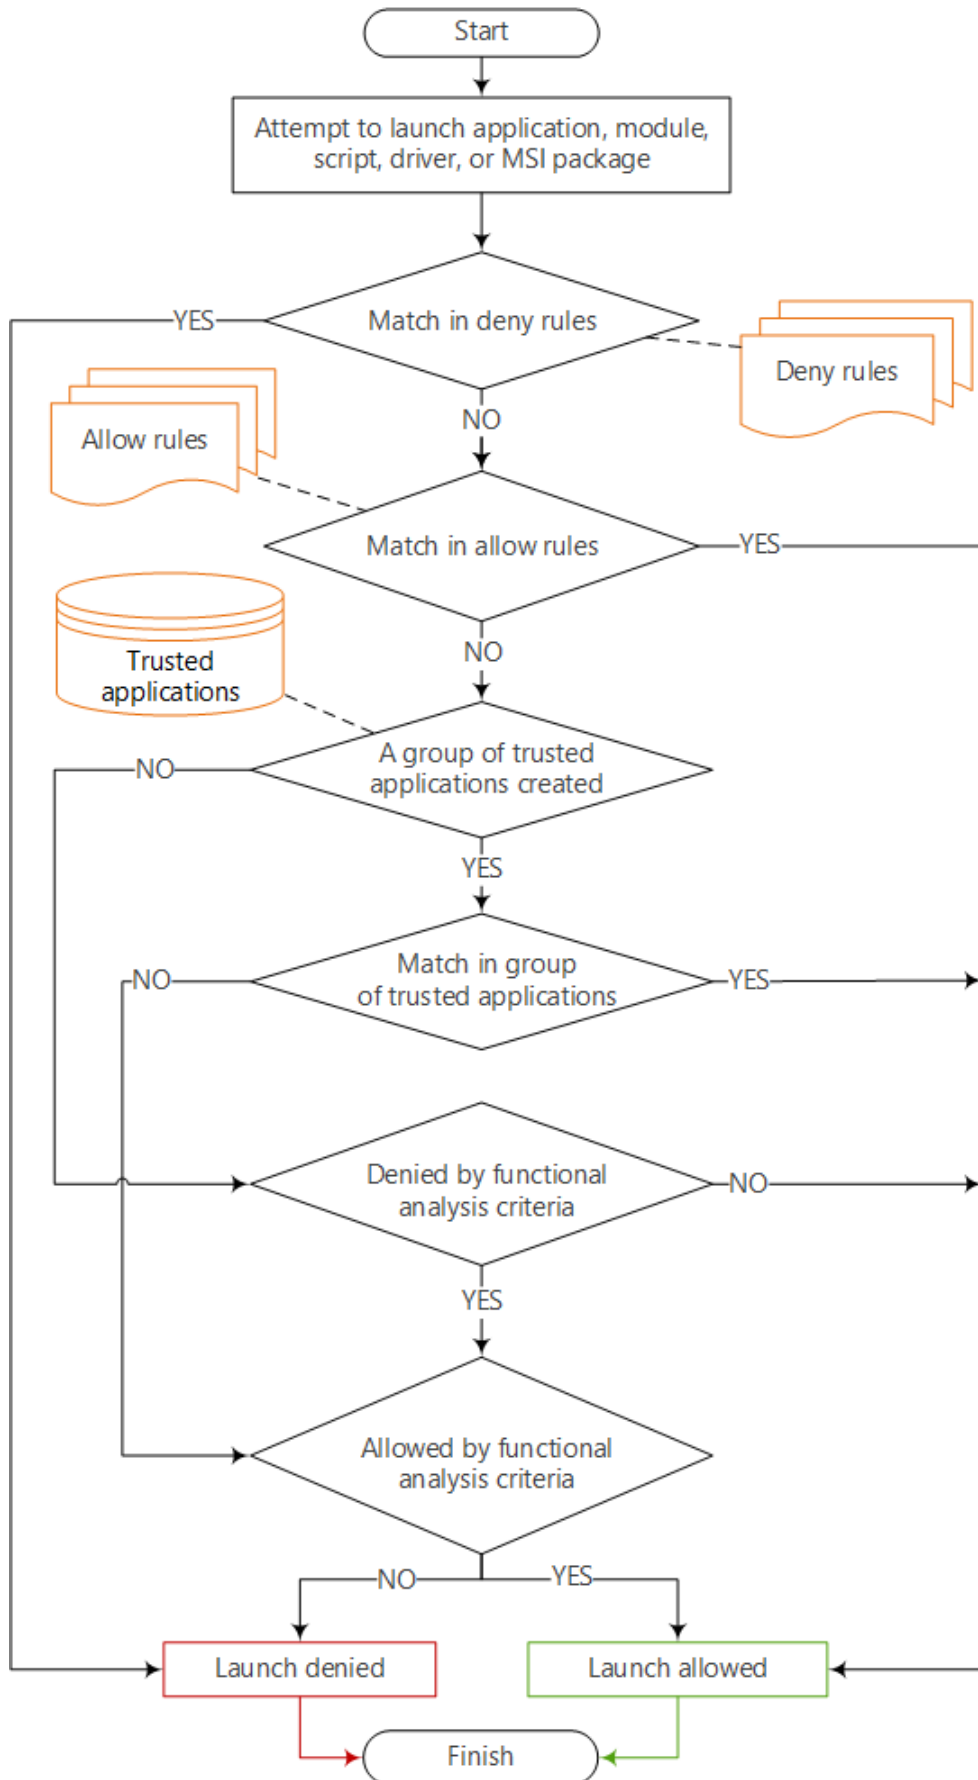 Start
Attempt to launch application, module,
script, driver, or MSI package
YES
Match in deny rules
Deny rules
NO
Allow rules
Match in allow rules
YES
NO
Trusted
applications
A group of trusted
applications created
NO
YES
Match in group
of trusted applications
NO
YES
Denied by functional
analysis criteria
NO
YES
Allowed by functional
analysis criteria
NO
YES
Launch denied
Launch allowed
Finish